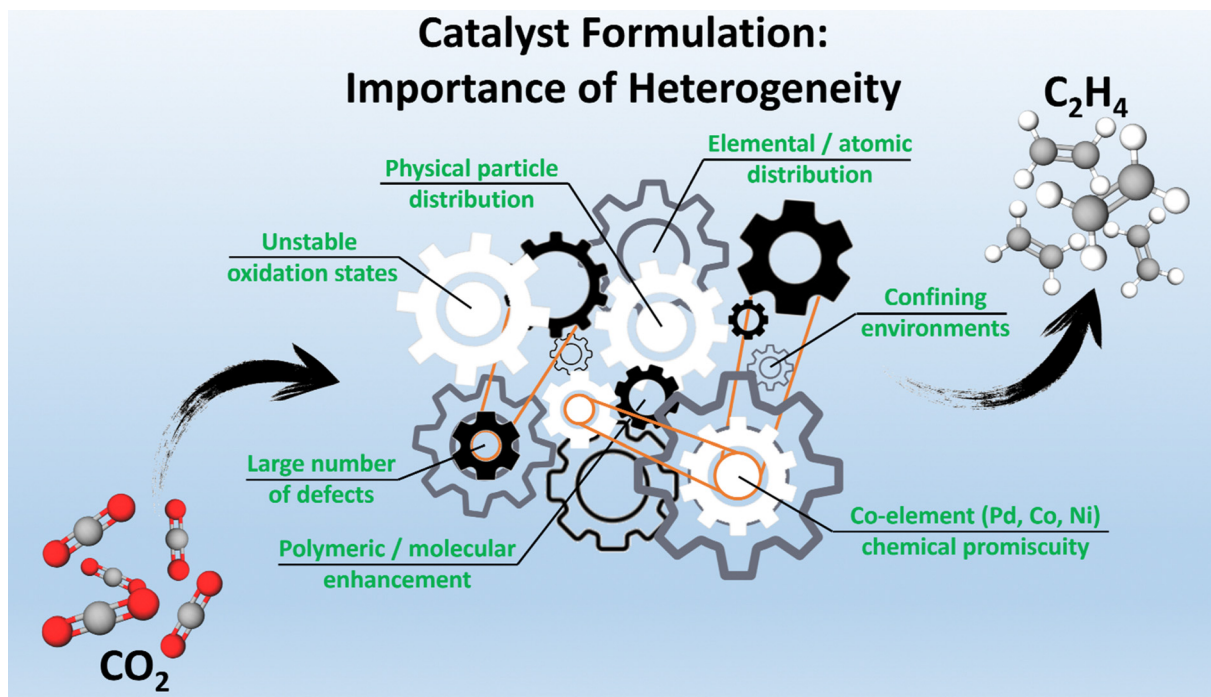 Catalyst Formulation:
Importance of Heterogeneity
C₂H₄
Elemental / atomic
distribution
Physical particle
distribution
Unstable
oxidation states
Confining
environments
Large number
of defects
Co-element (Pd, Co, Ni)
chemical promiscuity
Polymeric / molecular
enhancement
CO₂